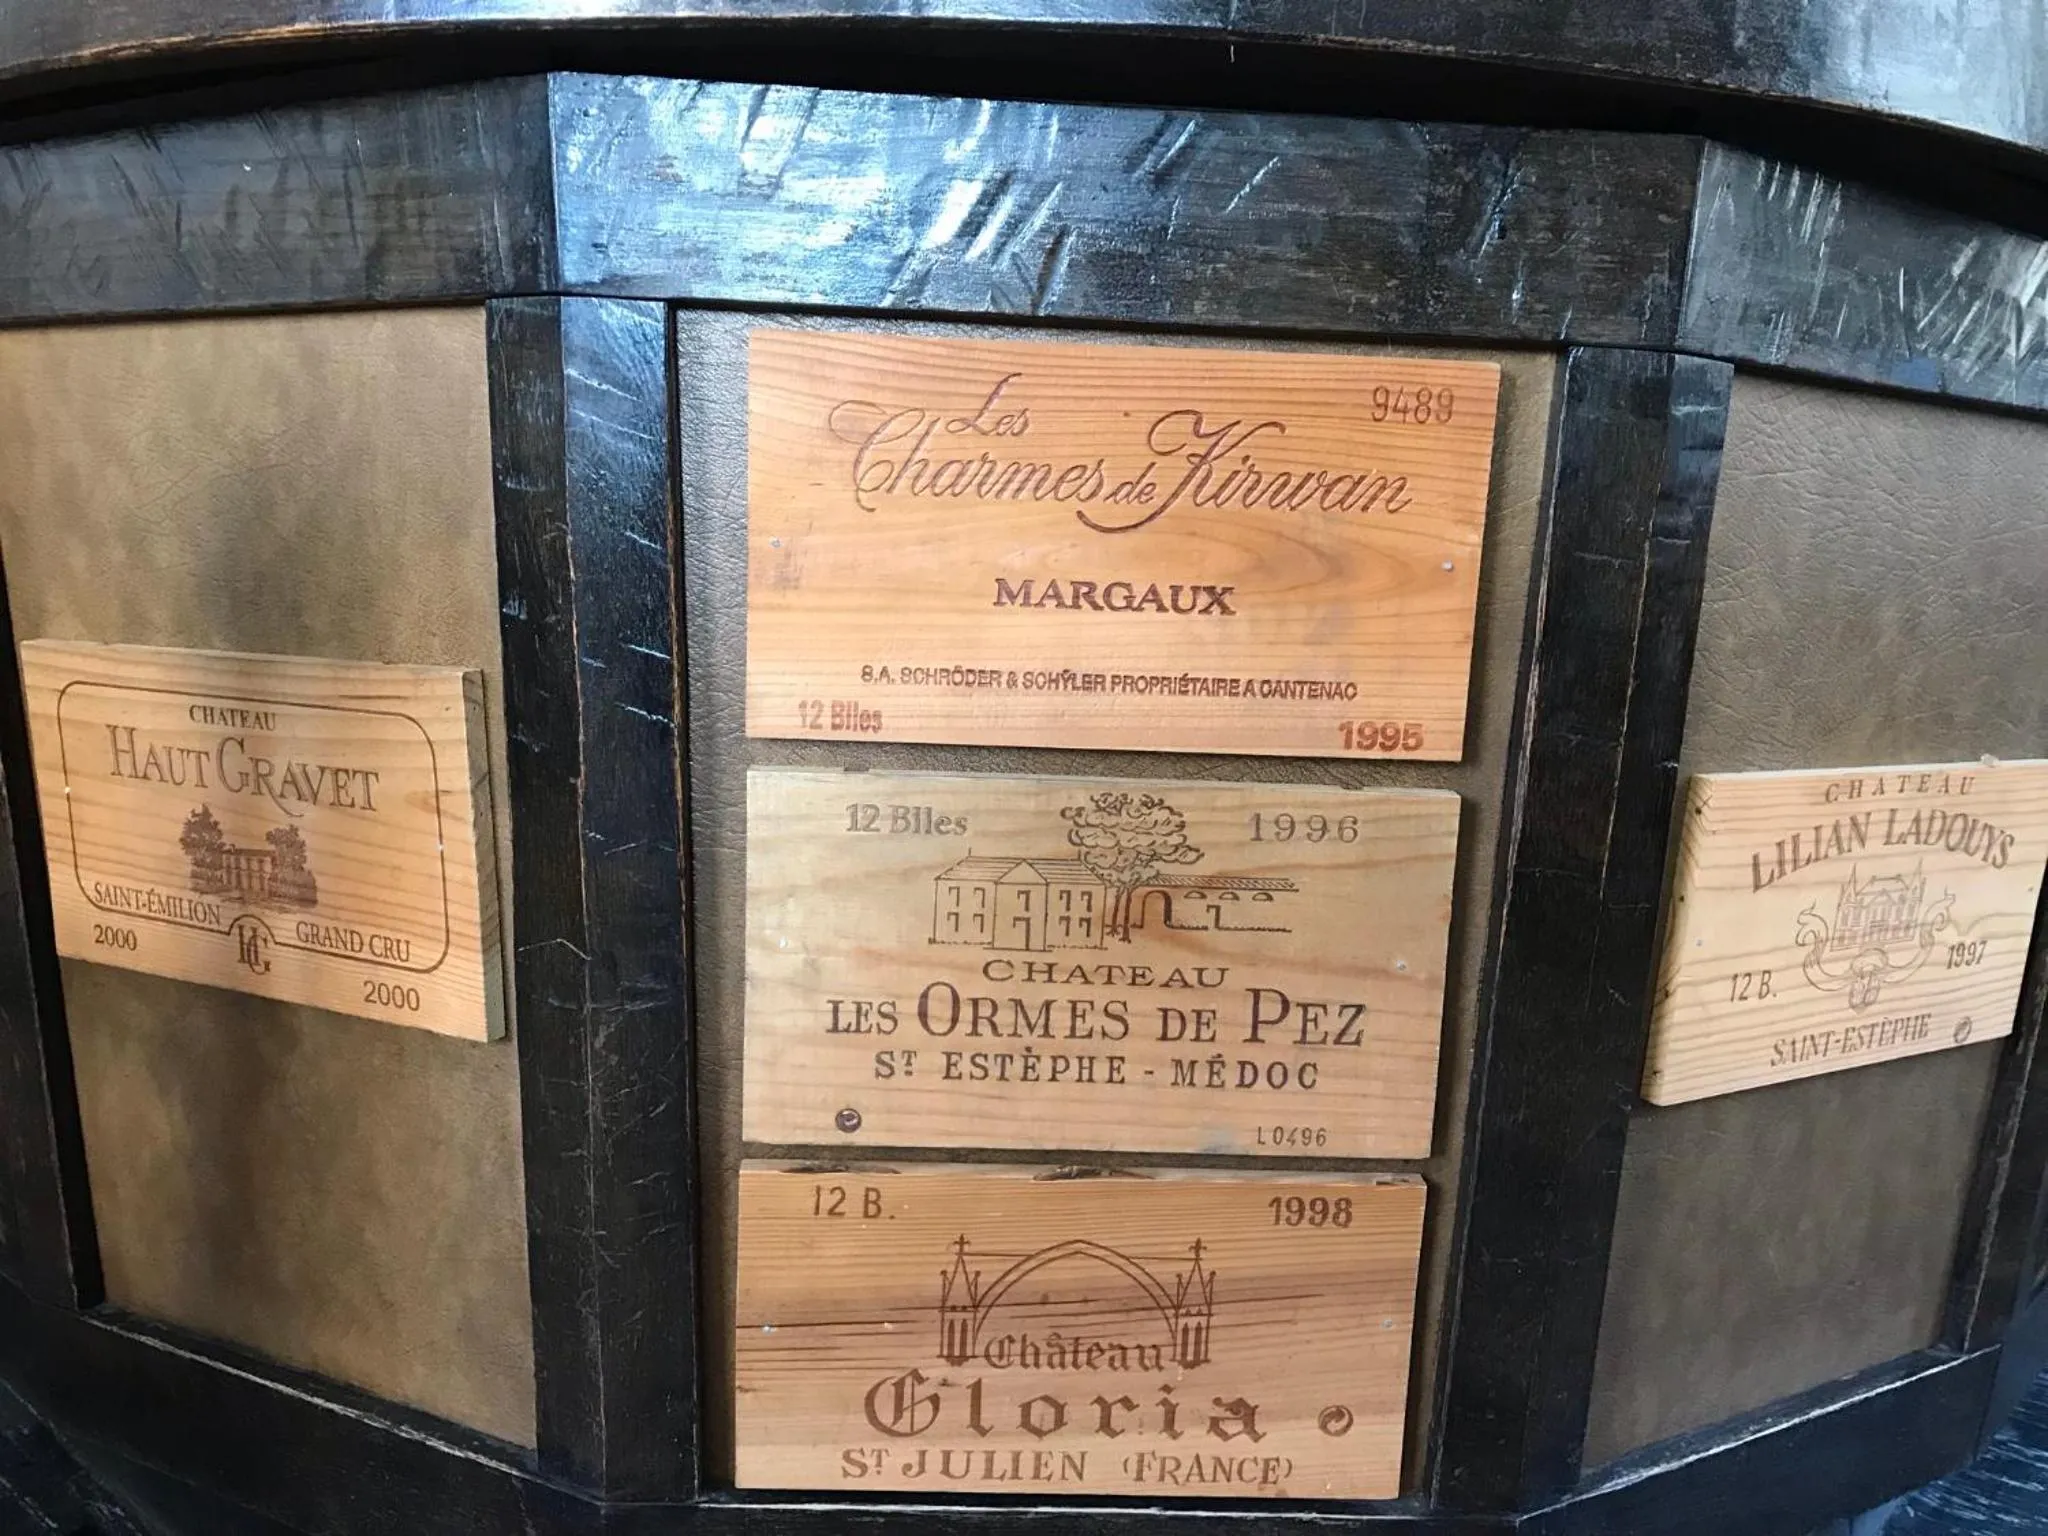 CHATEAU
HAUT GRAVET
SAINT-ÉMILION
HG
GRAND CRU
2000
2000
9489
Les
Charmes de Kirwan
MARGAUX
S.A. SCHRÖDER & SCHŸLER PROPRIÉTAIRE A CANTENAC
12 Blles
1995
12 Blles
1996
CHATEAU
LES ORMES DE PEZ
ST ESTÈPHE - MÉDOC
L0496
12 B.
1998
Château
Gloria
ST JULIEN (FRANCE)
CHATEAU
LILIAN LADOUYS
12 B.
1997
SAINT-ESTÈPHE